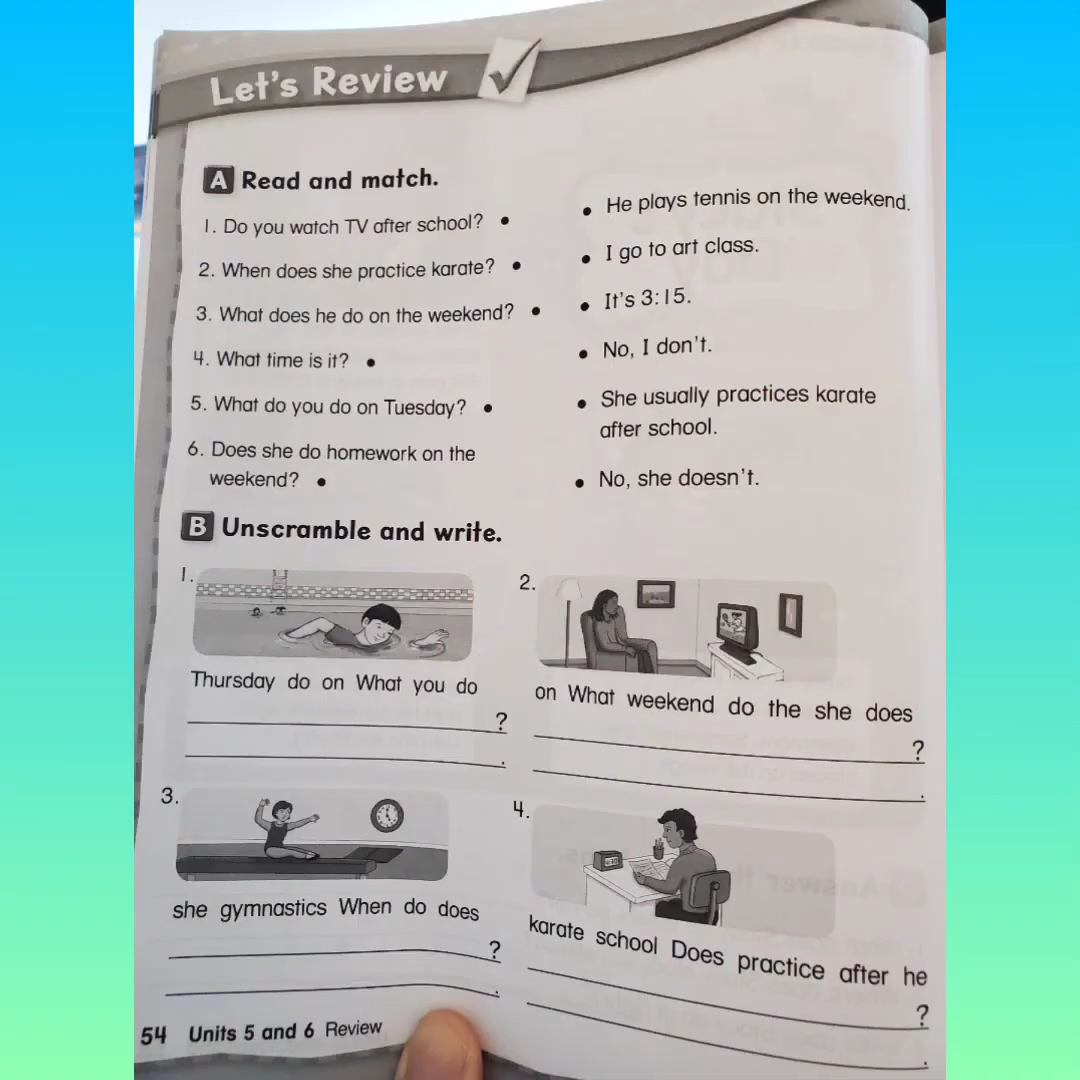 Let's Review
A Read and match.
1. Do you watch TV after school? •
2. When does she practice karate? •
3. What does he do on the weekend? •
4. What time is it? •
5. What do you do on Tuesday? •
6. Does she do homework on the
weekend? •
• He plays tennis on the weekend.
• I go to art class.
• It's 3:15.
• No, I don't.
• She usually practices karate
after school.
• No, she doesn't.
B Unscramble and write.
1.
Thursday do on What you do
?
.
2.
on What weekend do the she does
?
.
3.
she gymnastics When do does
?
.
4.
karate school Does practice after he
?
.
54 Units 5 and 6 Review